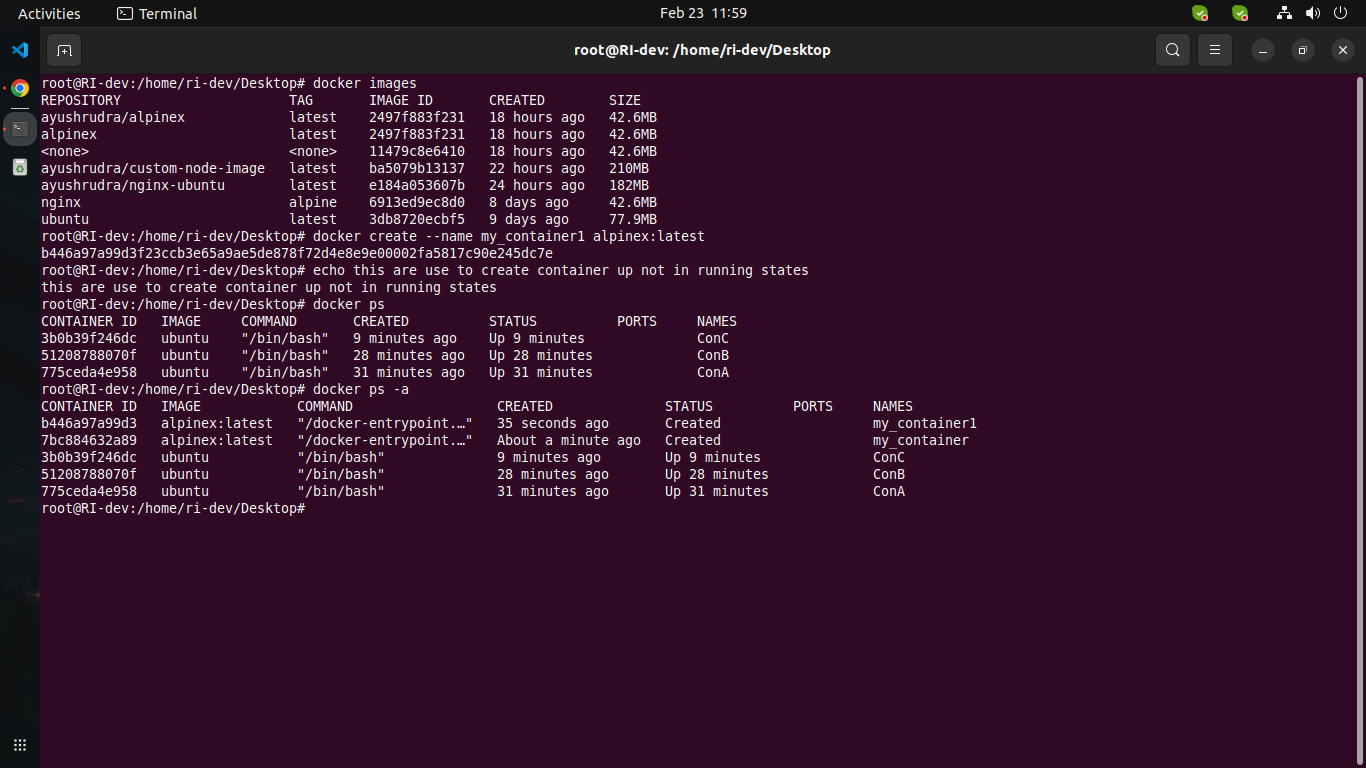 Activities Terminal Feb 23 11:59
root@RI-dev: /home/ri-dev/Desktop
root@RI-dev:/home/ri-dev/Desktop# docker images
REPOSITORY                     TAG       IMAGE ID       CREATED        SIZE
ayushrudra/alpinex             latest    2497f883f231   18 hours ago   42.6MB
alpinex                        latest    2497f883f231   18 hours ago   42.6MB
<none>                         <none>    11479c8e6410   18 hours ago   42.6MB
ayushrudra/custom-node-image   latest    ba5079b13137   22 hours ago   210MB
ayushrudra/nginx-ubuntu        latest    e184a053607b   24 hours ago   182MB
nginx                          alpine    6913ed9ec8d0   8 days ago     42.6MB
ubuntu                         latest    3db8720ecbf5   9 days ago     77.9MB
root@RI-dev:/home/ri-dev/Desktop# docker create --name my_container1 alpinex:latest
b446a97a99d3f23ccb3e65a9ae5de878f72d4e8e9e00002fa5817c90e245dc7e
root@RI-dev:/home/ri-dev/Desktop# echo this are use to create container up not in running states
this are use to create container up not in running states
root@RI-dev:/home/ri-dev/Desktop# docker ps
CONTAINER ID   IMAGE     COMMAND       CREATED          STATUS          PORTS     NAMES
3b0b39f246dc   ubuntu    "/bin/bash"   9 minutes ago    Up 9 minutes              ConC
51208788070f   ubuntu    "/bin/bash"   28 minutes ago   Up 28 minutes             ConB
775ceda4e958   ubuntu    "/bin/bash"   31 minutes ago   Up 31 minutes             ConA
root@RI-dev:/home/ri-dev/Desktop# docker ps -a
CONTAINER ID   IMAGE            COMMAND                  CREATED              STATUS          PORTS     NAMES
b446a97a99d3   alpinex:latest   "/docker-entrypoint.…"   35 seconds ago       Created                   my_container1
7bc884632a89   alpinex:latest   "/docker-entrypoint.…"   About a minute ago   Created                   my_container
3b0b39f246dc   ubuntu           "/bin/bash"              9 minutes ago        Up 9 minutes              ConC
51208788070f   ubuntu           "/bin/bash"              28 minutes ago       Up 28 minutes             ConB
775ceda4e958   ubuntu           "/bin/bash"              31 minutes ago       Up 31 minutes             ConA
root@RI-dev:/home/ri-dev/Desktop#